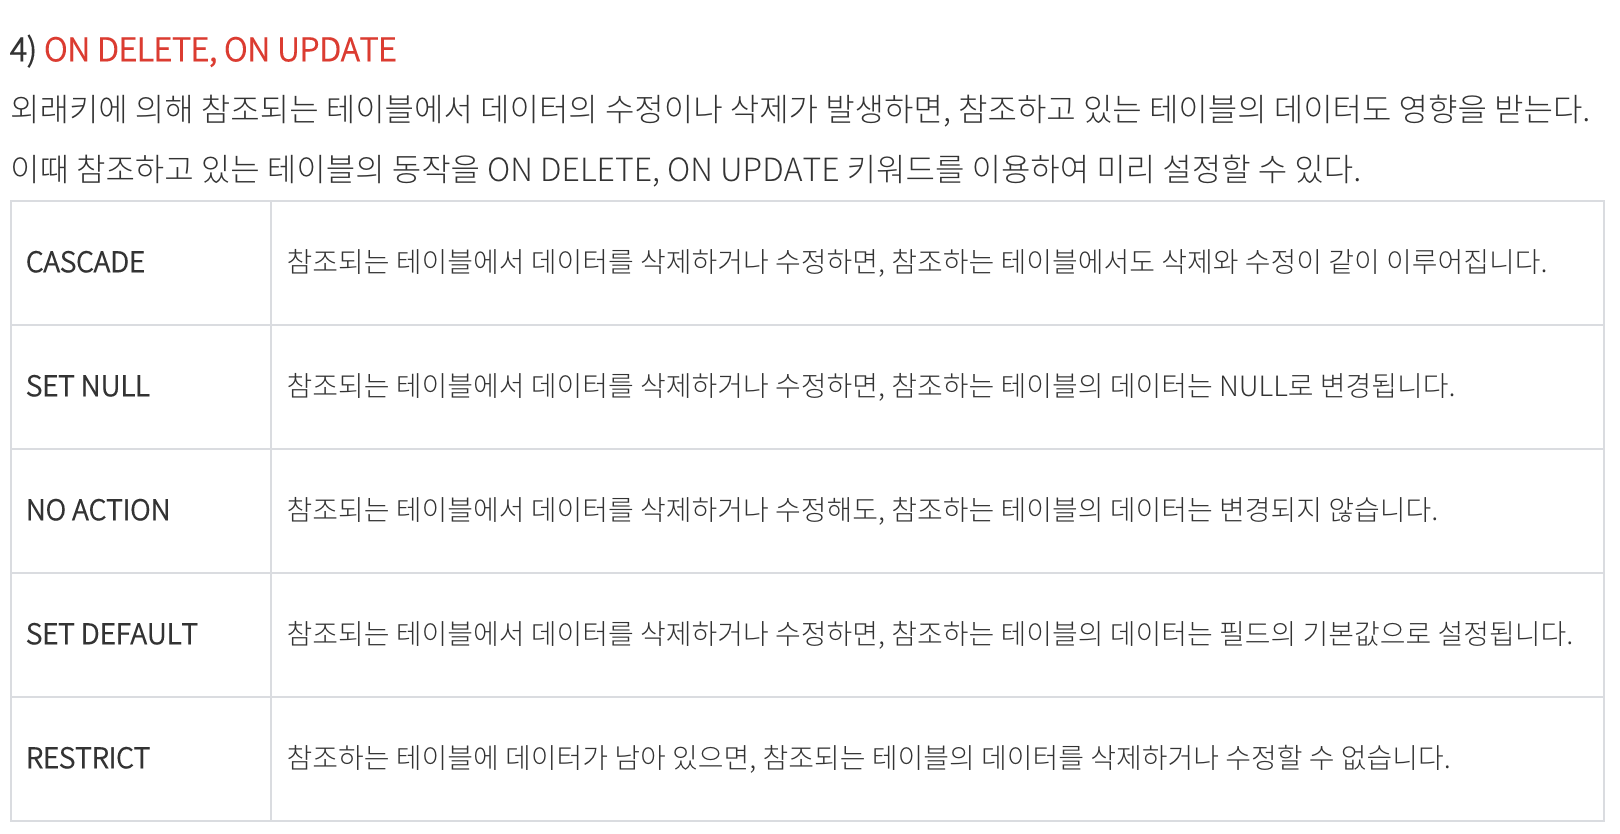 4) ON DELETE, ON UPDATE
외래키에 의해 참조되는 테이블에서 데이터의 수정이나 삭제가 발생하면, 참조하고 있는 테이블의 데이터도 영향을 받는다.
이때 참조하고 있는 테이블의 동작을 ON DELETE, ON UPDATE 키워드를 이용하여 미리 설정할 수 있다.
CASCADE 참조되는 테이블에서 데이터를 삭제하거나 수정하면, 참조하는 테이블에서도 삭제와 수정이 같이 이루어집니다.
SET NULL 참조되는 테이블에서 데이터를 삭제하거나 수정하면, 참조하는 테이블의 데이터는 NULL로 변경됩니다.
NO ACTION 참조되는 테이블에서 데이터를 삭제하거나 수정해도, 참조하는 테이블의 데이터는 변경되지 않습니다.
SET DEFAULT 참조되는 테이블에서 데이터를 삭제하거나 수정하면, 참조하는 테이블의 데이터는 필드의 기본값으로 설정됩니다.
RESTRICT 참조하는 테이블에 데이터가 남아 있으면, 참조되는 테이블의 데이터를 삭제하거나 수정할 수 없습니다.